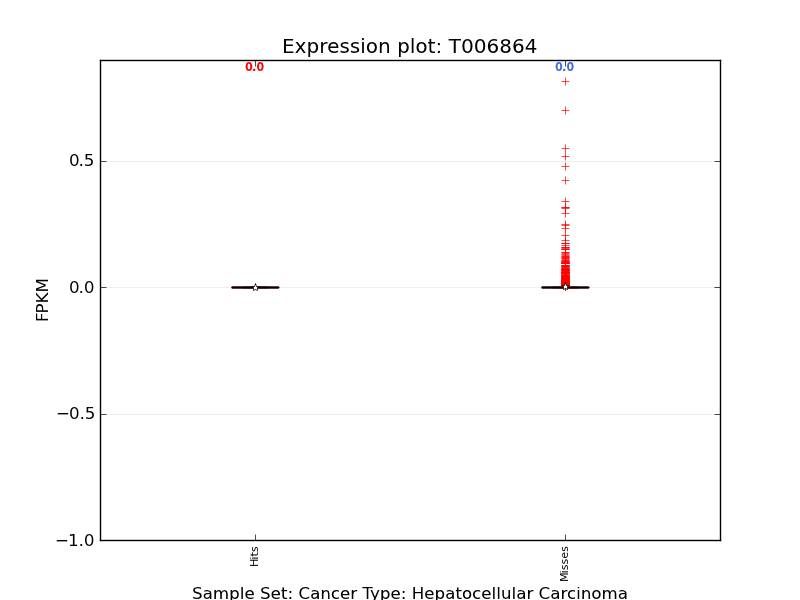 Expression plot: T006864
0.0 0.0
0.5
0.0
−0.5
−1.0
FPKM
Hits Misses
Sample Set: Cancer Type: Hepatocellular Carcinoma